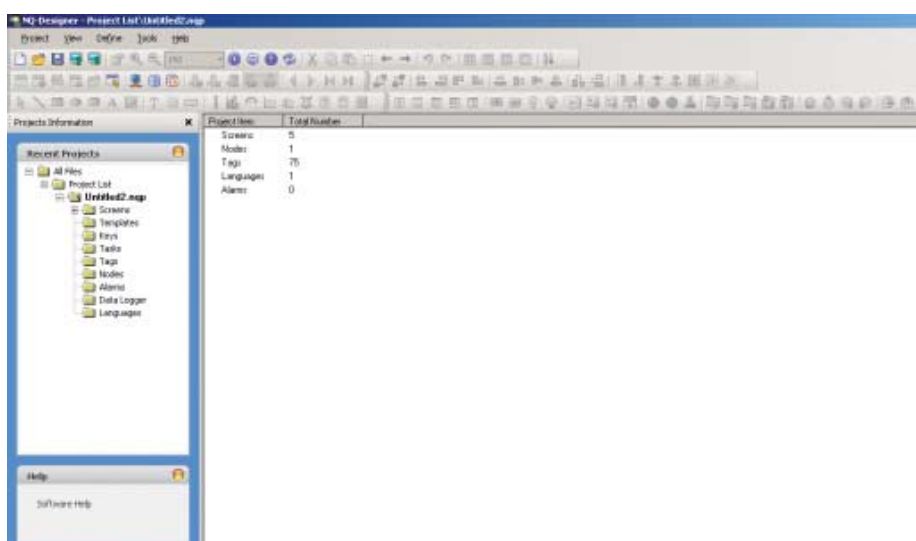 NQ-Designer - Project List\Untitled2.nqp
Project View Define Tools Help
Projects Information
Project Item Total Number
Screens 5
Nodes 1
Tags 75
Languages 1
Alarms 0
Recent Projects
All Files
Project List
Untitled2.nqp
Screens
Templates
Keys
Tasks
Tags
Nodes
Alarms
Data Logger
Languages
Help
Software Help